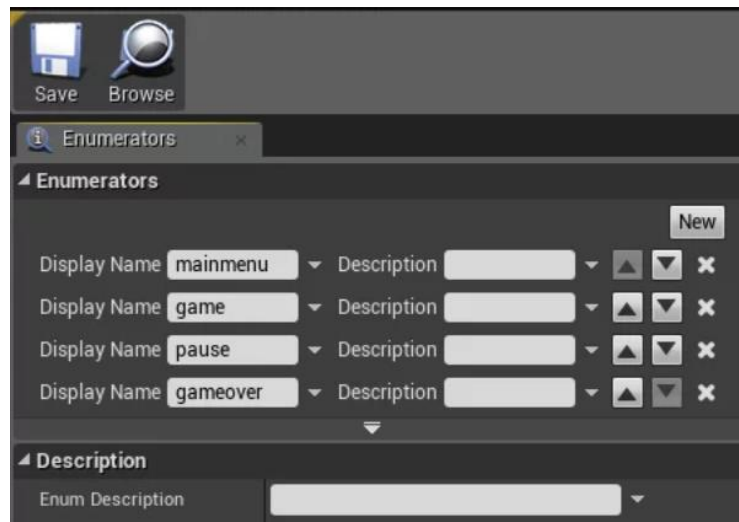 Save Browse
Enumerators
Enumerators
New
Display Name mainmenu Description
Display Name game Description
Display Name pause Description
Display Name gameover Description
Description
Enum Description